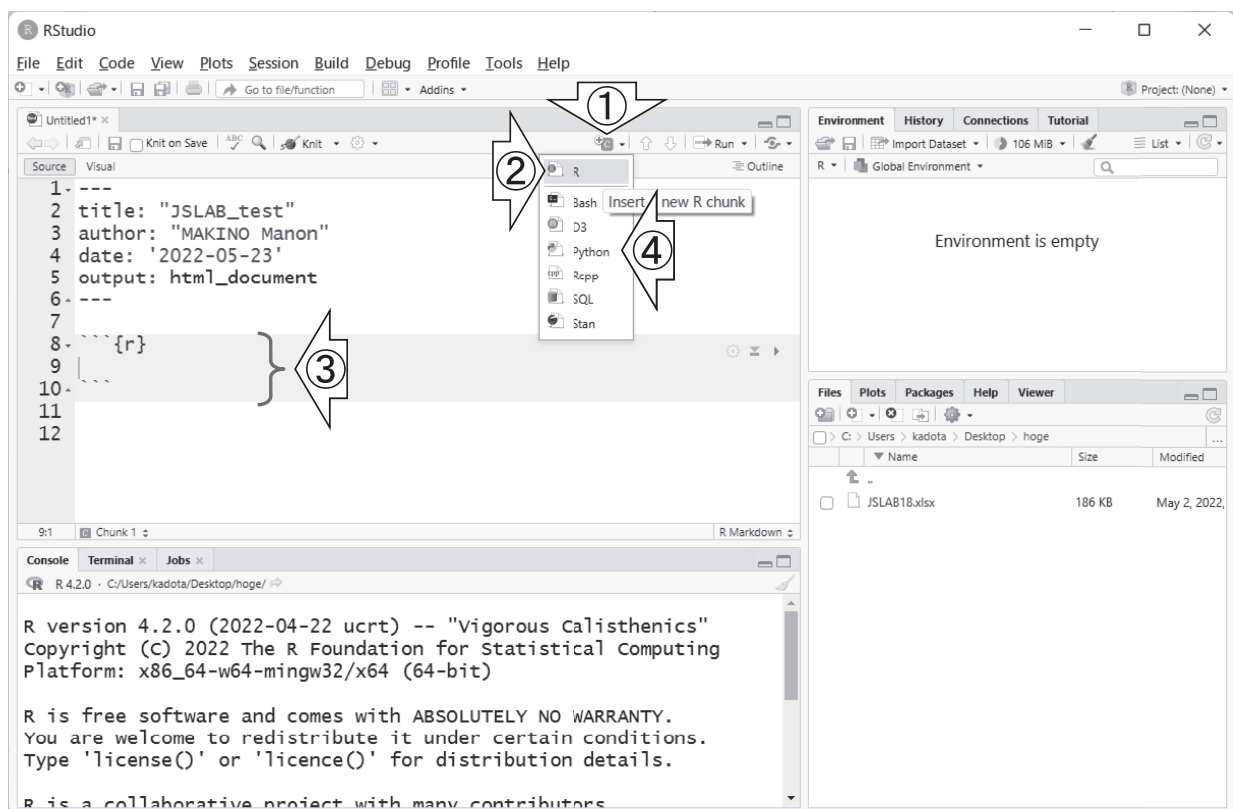 RStudio
File Edit Code View Plots Session Build Debug Profile Tools Help
Go to file/function Addins Project: (None)
①
Untitled1*
Knit on Save ABC Knit Run
Source Visual Outline
②
R
Insert new R chunk
Bash
D3
Python
④
Rcpp
SQL
Stan
1 ---
2 title: "JSLAB_test"
3 author: "MAKINO Manon"
4 date: '2022-05-23'
5 output: html_document
6 ---
7
8 ```{r}
9
10 ```
③
11
12
9:1 Chunk 1 R Markdown
Console Terminal Jobs
R 4.2.0 · C:/Users/kadota/Desktop/hoge/
R version 4.2.0 (2022-04-22 ucrt) -- "Vigorous Calisthenics"
Copyright (C) 2022 The R Foundation for Statistical Computing
Platform: x86_64-w64-mingw32/x64 (64-bit)
R is free software and comes with ABSOLUTELY NO WARRANTY.
You are welcome to redistribute it under certain conditions.
Type 'license()' or 'licence()' for distribution details.
R is a collaborative project with many contributors
Environment History Connections Tutorial
Import Dataset 106 MiB List
R Global Environment
Environment is empty
Files Plots Packages Help Viewer
C: > Users > kadota > Desktop > hoge ...
Name Size Modified
..
JSLAB18.xlsx 186 KB May 2, 2022,